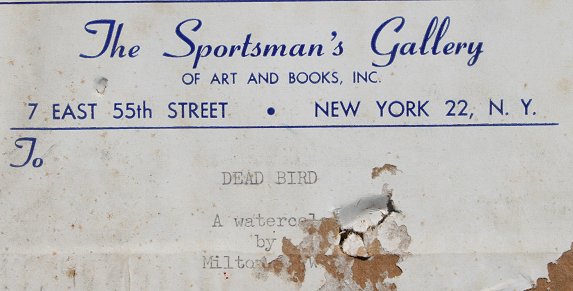 The Sportsman's Gallery
OF ART AND BOOKS, INC.
7 EAST 55th STREET • NEW YORK 22, N. Y.
To
DEAD BIRD
A
by